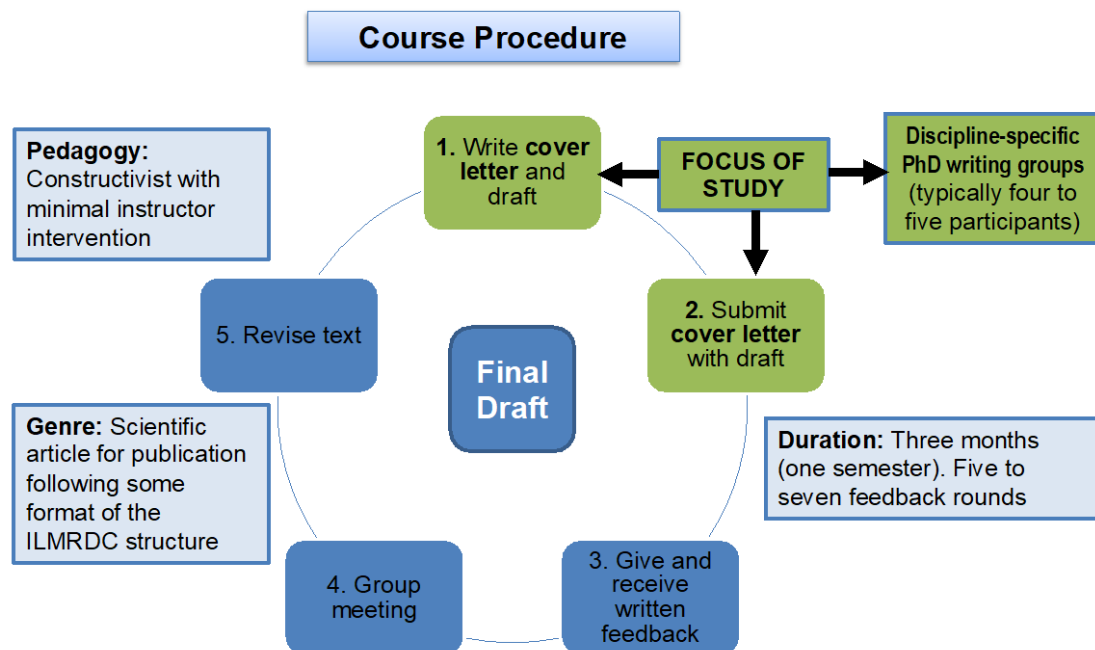 Course Procedure
Pedagogy:
Constructivist with
minimal instructor
intervention
1. Write cover
letter and
draft
FOCUS OF
STUDY
Discipline-specific
PhD writing groups
(typically four to
five participants)
2. Submit
cover letter
with draft
5. Revise text
Final
Draft
Genre: Scientific
article for publication
following some
format of the
ILMRDC structure
Duration: Three months
(one semester). Five to
seven feedback rounds
4. Group
meeting
3. Give and
receive
written
feedback